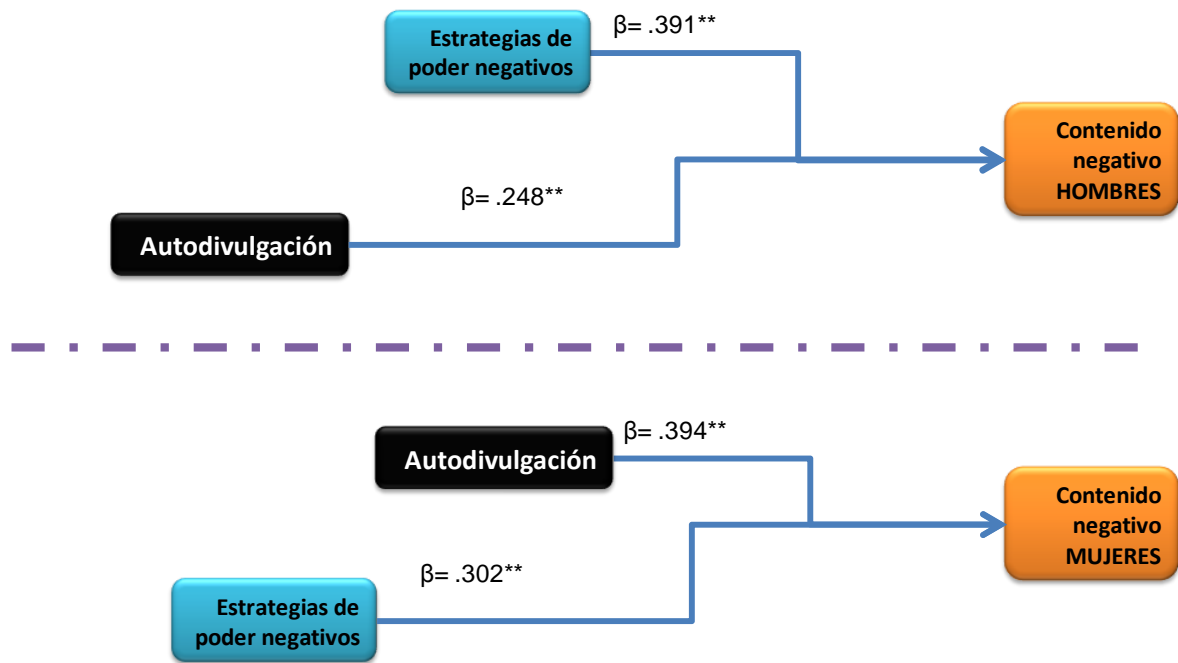 β= .391**
Estrategias de
poder negativos
Contenido
negativo
HOMBRES
β= .248**
Autodivulgación
β= .394**
Autodivulgación
Contenido
negativo
MUJERES
β= .302**
Estrategias de
poder negativos